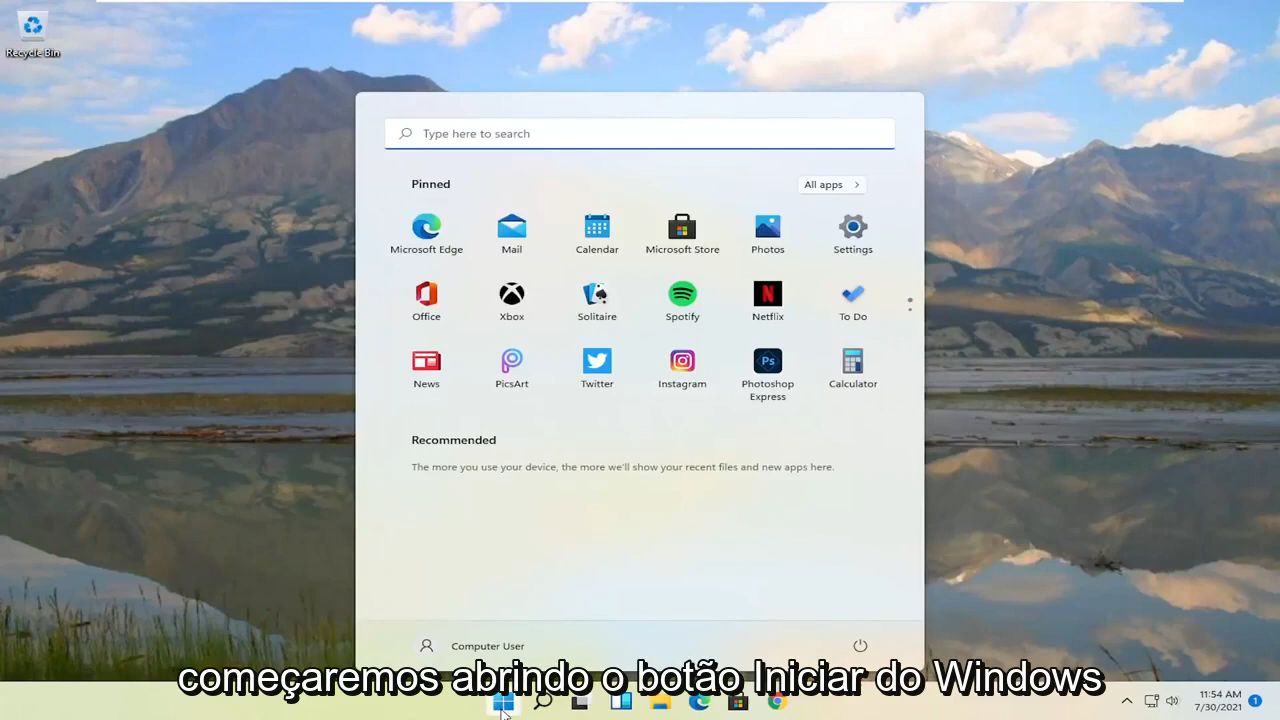 Recycle Bin
Type here to search
Pinned
All apps
Microsoft Edge
Mail
Calendar
Microsoft Store
Photos
Settings
Office
Xbox
Solitaire
Spotify
Netflix
To Do
News
PicsArt
Twitter
Instagram
Photoshop
Express
Calculator
Recommended
The more you use your device, the more we'll show your recent files and new apps here.
Computer User
começaremos abrindo o botão Iniciar do Windows
11:54 AM
7/30/2021
1